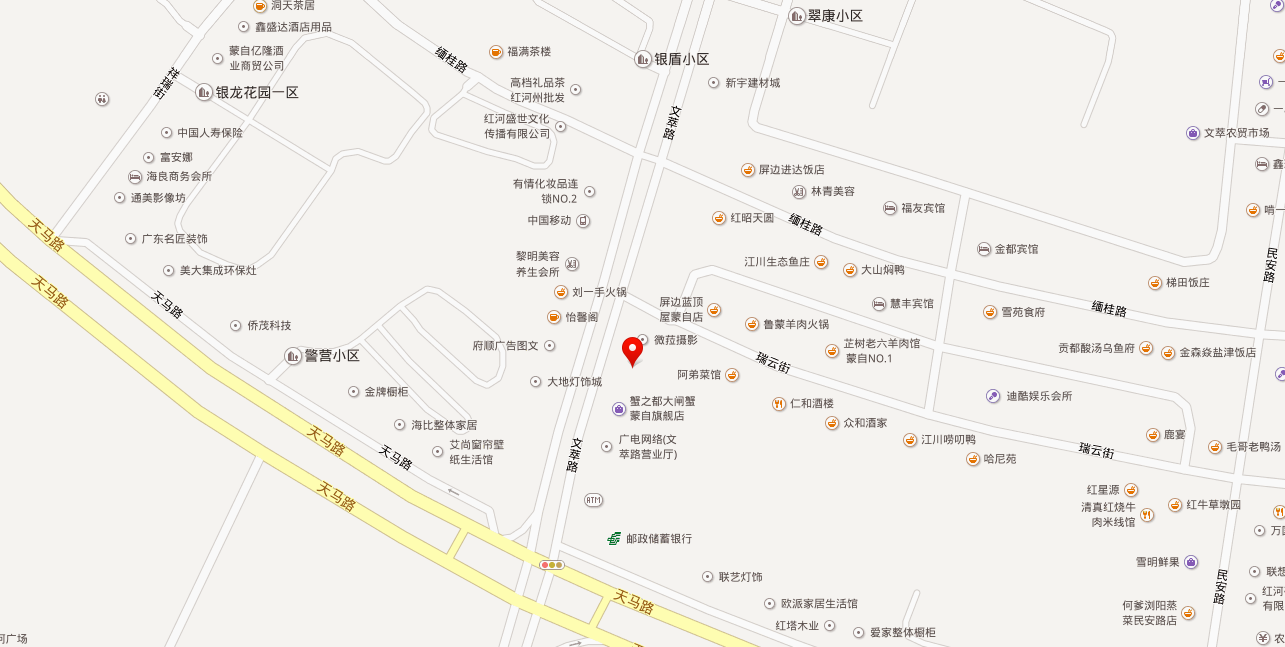 洞天茶居
鑫盛达酒店用品
翠康小区
缅桂路
福满茶楼
蒙自亿隆酒
业商贸公司
银盾小区
祥瑞街
银龙花园一区
高档礼品茶
红河州批发
新宇建材城
文萃路
红河盛世文化
传播有限公司
中国人寿保险
文萃农贸市场
富安娜
海良商务会所
屏边进达饭店
鑫
通美影像坊
有情化妆品连
锁NO.2
林青美容
福友宾馆
啃一
中国移动
红昭天圆
缅桂路
天马路
广东名匠装饰
金都宾馆
黎明美容
养生会所
江川生态鱼庄
大山焖鸭
民安路
美大集成环保灶
天马路
天马路
刘一手火锅
屏边蓝顶
屋蒙自店
慧丰宾馆
梯田饭庄
缅桂路
雪苑食府
怡馨阁
侨茂科技
鲁蒙羊肉火锅
微菈摄影
府顺广告图文
芷树老六羊肉馆
蒙自NO.1
贡都酸汤乌鱼府
金森焱盐津饭店
警营小区
瑞云街
阿弟菜馆
大地灯饰城
金牌橱柜
迪酷娱乐会所
蟹之都大闸蟹
蒙自旗舰店
仁和酒楼
众和酒家
海比整体家居
天马路
广电网络(文
萃路营业厅)
江川唠叨鸭
鹿宴
毛哥老鸭汤
艾尚窗帘壁
纸生活馆
天马路
文萃路
瑞云街
哈尼苑
天马路
ATM
红星源
清真红烧牛
肉米线馆
红牛草墩园
万
邮政储蓄银行
雪明鲜果
联艺灯饰
联想
民安路
红河
有限
天马路
欧派家居生活馆
何爹浏阳蒸
菜民安路店
红塔木业
爱家整体橱柜
河广场
农